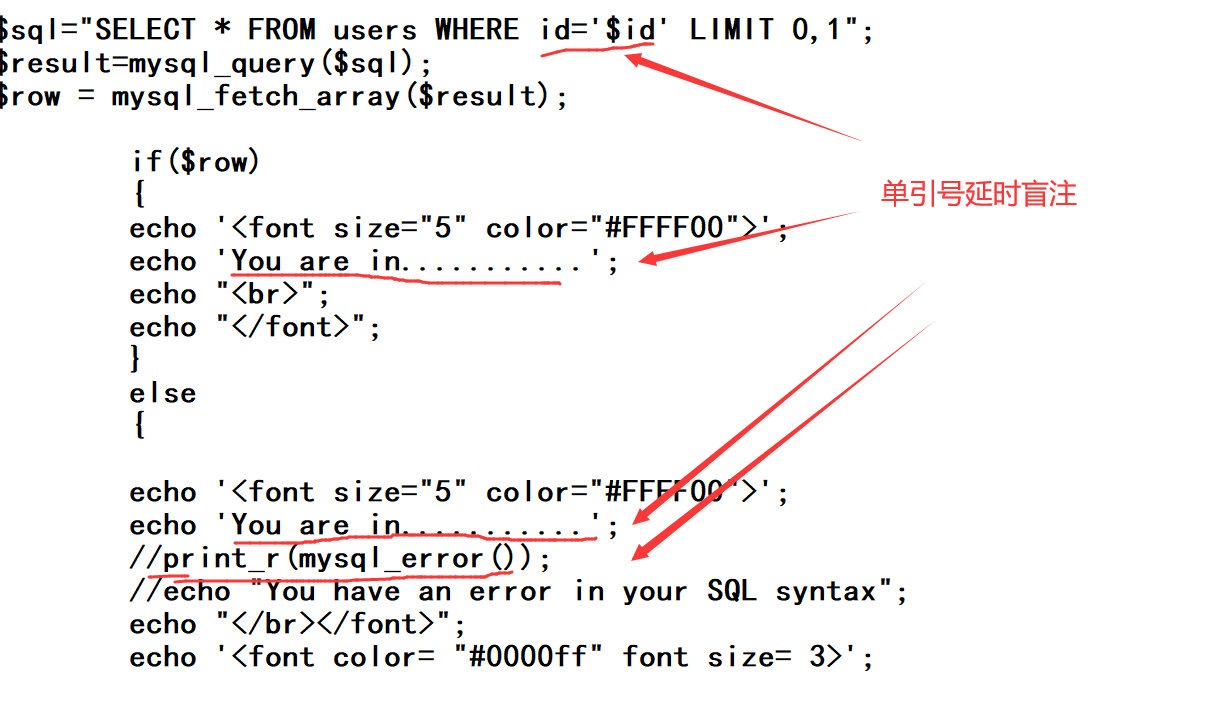 $sql="SELECT * FROM users WHERE id='$id' LIMIT 0,1";
$result=mysql_query($sql);
$row = mysql_fetch_array($result);
if($row)
{
echo '<font size="5" color="#FFFF00">';
单引号延时盲注
echo 'You are in...........';
echo "<br>";
echo "</font>";
}
else
{
echo '<font size="5" color="#FFFF00">';
echo 'You are in...........';
//print_r(mysql_error());
//echo "You have an error in your SQL syntax";
echo "</br></font>";
echo '<font color= "#0000ff" font size= 3>';